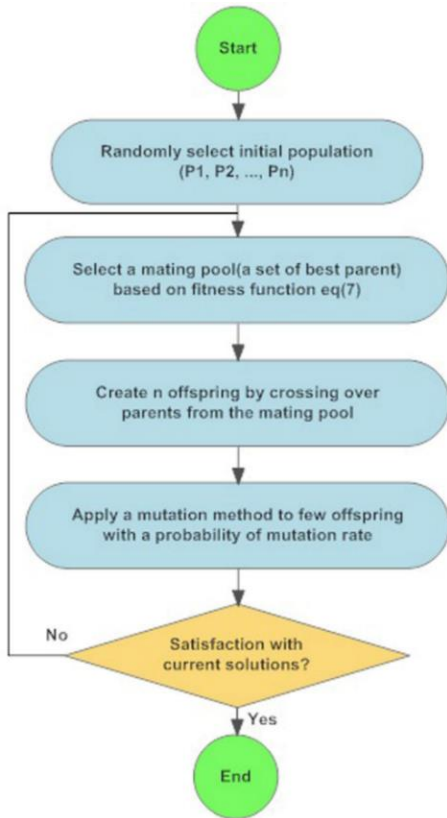 Start
Randomly select initial population
(P1, P2, ..., Pn)
Select a mating pool(a set of best parent)
based on fitness function eq(7)
Create n offspring by crossing over
parents from the mating pool
Apply a mutation method to few offspring
with a probability of mutation rate
No
Satisfaction with
current solutions?
Yes
End